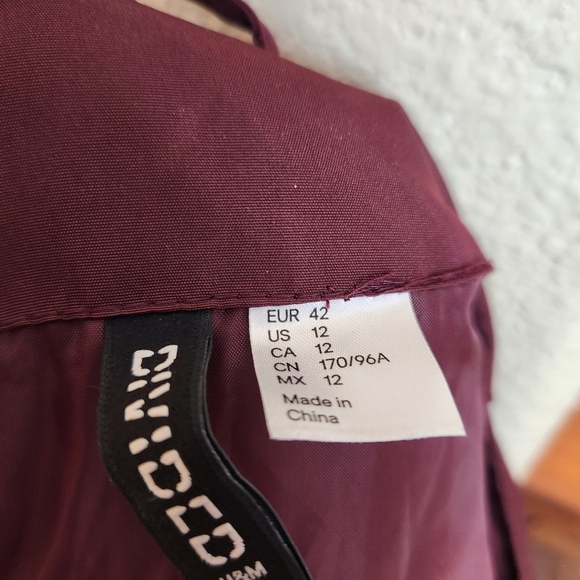 EUR 42
US 12
CA 12
CN 170/96A
MX 12
Made in
China
DIVIDED
H&M